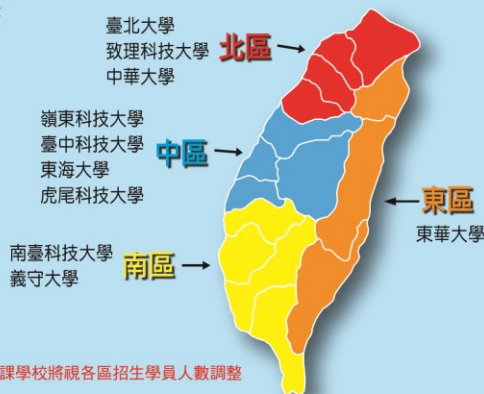 臺北大學
致理科技大學
中華大學
北區
嶺東科技大學
臺中科技大學
東海大學
虎尾科技大學
中區
東區
東華大學
南臺科技大學
義守大學
南區
課學校將視各區招生學員人數調整